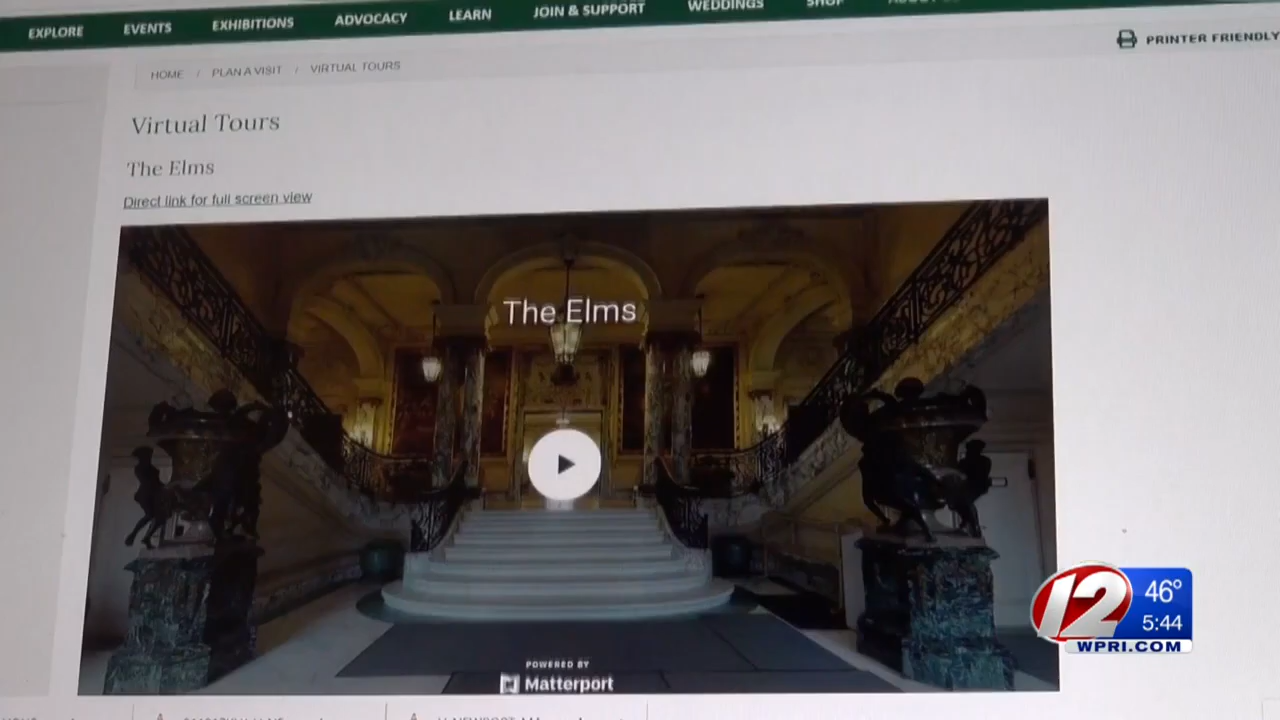 EXPLORE EVENTS EXHIBITIONS ADVOCACY LEARN JOIN & SUPPORT WEDDINGS SHOP
PRINTER FRIENDLY
HOME / PLAN A VISIT / VIRTUAL TOURS
Virtual Tours
The Elms
Direct link for full screen view
The Elms
12
46°
5:44
WPRI.COM
POWERED BY
Matterport